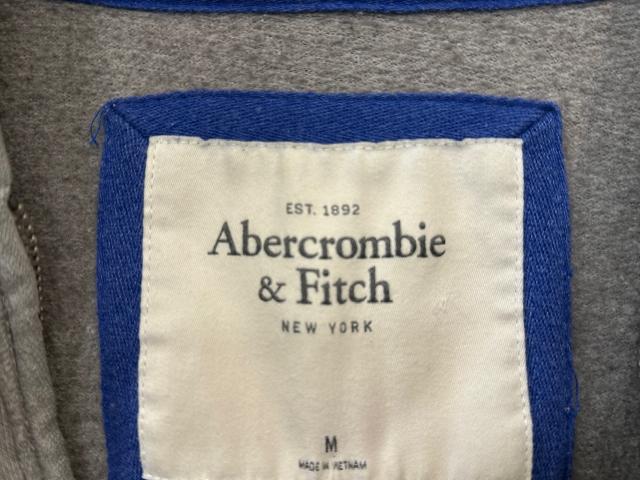 EST. 1892
Abercrombie
& Fitch
NEW YORK
M
MADE IN VIETNAM